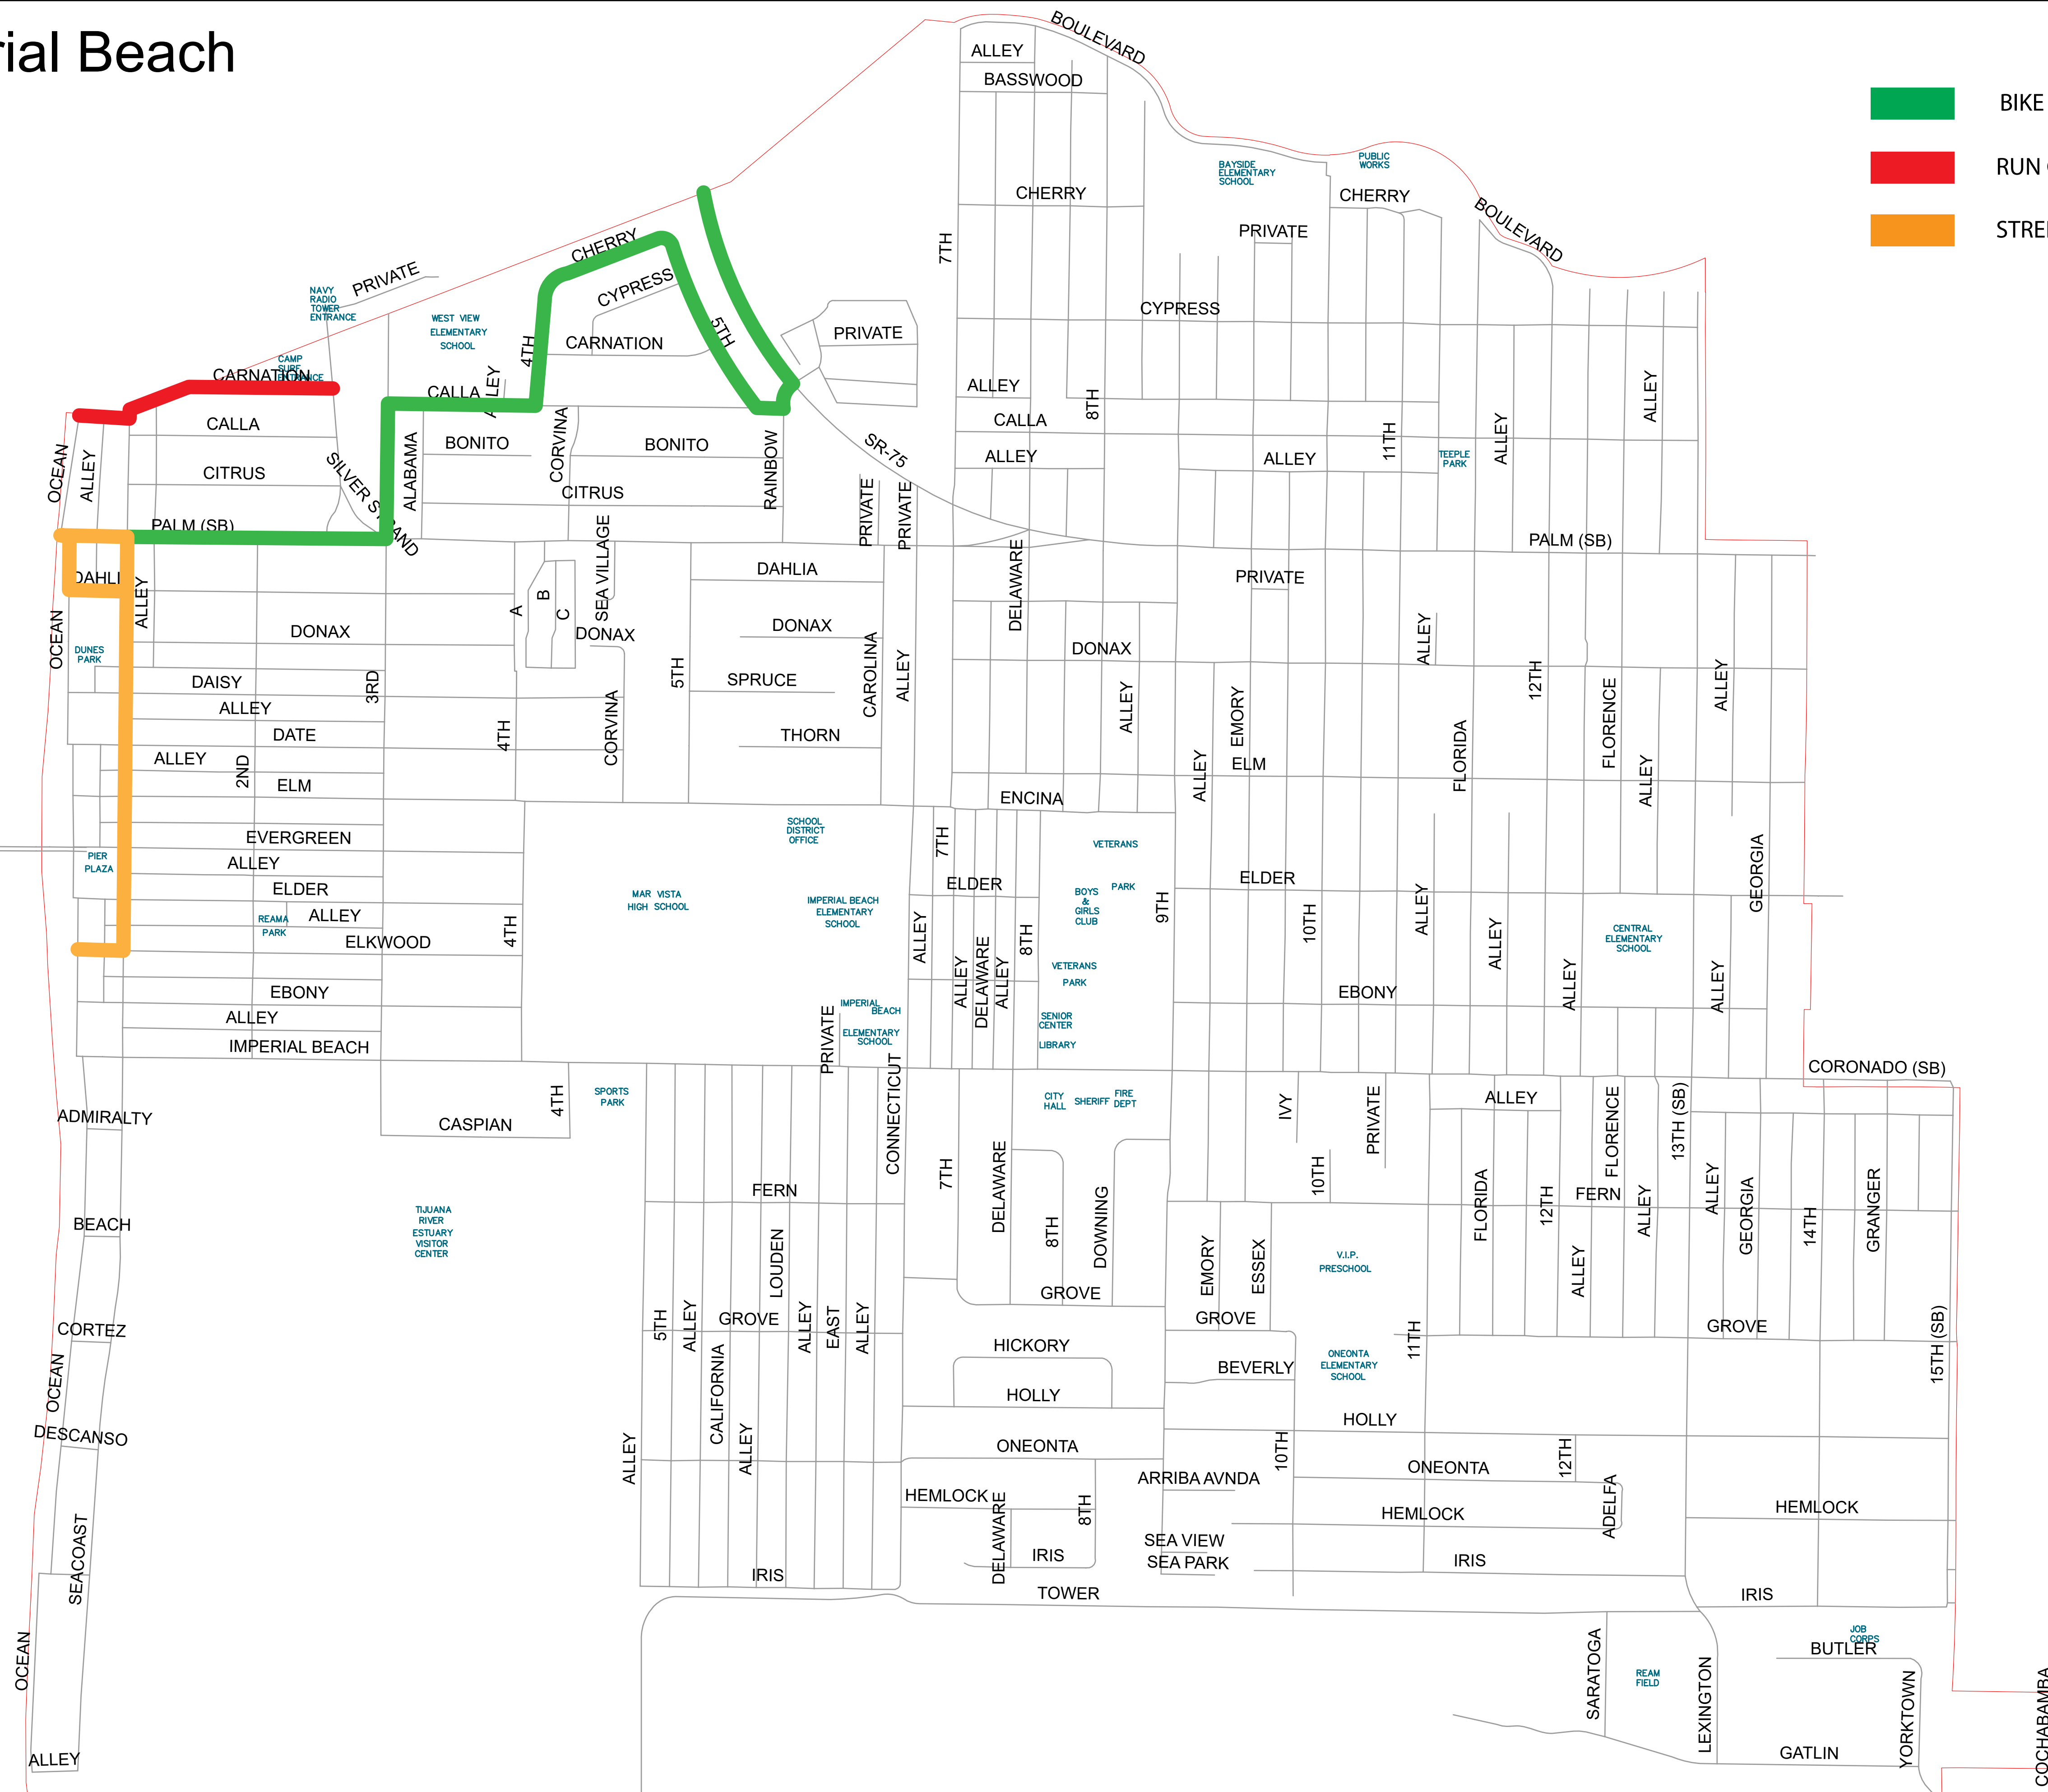 rial Beach
BOULEVARD
ALLEY
BASSWOOD
BIKE
RUN
STREE
BAYSIDE
ELEMENTARY
SCHOOL
PUBLIC
WORKS
CHERRY
CHERRY
BOULEVARD
7TH
PRIVATE
CHERRY
PRIVATE
CYPRESS
NAVY
RADIO
TOWER
ENTRANCE
WEST VIEW
ELEMENTARY
SCHOOL
4TH
CARNATION
5TH
PRIVATE
CYPRESS
CAMP
SURF
ENTRANCE
CARNATION
CALLA
ALLEY
ALLEY
8TH
ALLEY
CALLA
OCEAN
ALLEY
CITRUS
SILVER STRAND
ALABAMA
BONITO
CORVINA
BONITO
CITRUS
RAINBOW
SR-75
CALLA
ALLEY
ALLEY
11TH
TEEPLE
PARK
ALLEY
PALM (SB)
SEA VILLAGE
PRIVATE
PRIVATE
DELAWARE
PALM (SB)
DAHLI
ALLEY
A
B
C
DAHLIA
PRIVATE
OCEAN
DUNES
PARK
DONAX
DONAX
DONAX
DONAX
ALLEY
DAISY
3RD
CORVINA
5TH
SPRUCE
CAROLINA
ALLEY
ALLEY
EMORY
12TH
FLORENCE
ALLEY
ALLEY
DATE
4TH
THORN
FLORIDA
ALLEY
2ND
ELM
ALLEY
ELM
ALLEY
ENCINA
EVERGREEN
SCHOOL
DISTRICT
OFFICE
7TH
VETERANS
PARK
GEORGIA
PIER
PLAZA
ALLEY
ELDER
MAR VISTA
HIGH SCHOOL
IMPERIAL BEACH
ELEMENTARY
SCHOOL
ELDER
BOYS
&
GIRLS
CLUB
9TH
ELDER
REAMA
PARK
ALLEY
ELKWOOD
4TH
ALLEY
8TH
10TH
ALLEY
ALLEY
CENTRAL
ELEMENTARY
SCHOOL
ALLEY
DELAWARE
ALLEY
VETERANS
PARK
ALLEY
ALLEY
EBONY
EBONY
ALLEY
IMPERIAL
BEACH
ELEMENTARY
SCHOOL
SENIOR
CENTER
LIBRARY
IMPERIAL BEACH
PRIVATE
CONNECTICUT
CORONADO (SB)
ADMIRALTY
CASPIAN
4TH
SPORTS
PARK
CITY
HALL
SHERIFF
FIRE
DEPT
IVY
PRIVATE
ALLEY
FLORENCE
13TH (SB)
FERN
7TH
DELAWARE
10TH
FERN
BEACH
TIJUANA
RIVER
ESTUARY
VISITOR
CENTER
LOUDEN
8TH
DOWNING
EMORY
ESSEX
V.I.P.
PRESCHOOL
FLORIDA
12TH
ALLEY
ALLEY
ALLEY
GEORGIA
14TH
GRANGER
CORTEZ
5TH
ALLEY
GROVE
ALLEY
EAST
ALLEY
GROVE
GROVE
11TH
GROVE
15TH (SB)
OCEAN
CALIFORNIA
HICKORY
BEVERLY
ONEONTA
ELEMENTARY
SCHOOL
DESCANSO
HOLLY
HOLLY
ALLEY
ALLEY
ONEONTA
10TH
12TH
ARRIBA AVNDA
ONEONTA
SEACOAST
HEMLOCK
DELAWARE
8TH
HEMLOCK
ADELFA
HEMLOCK
SEA VIEW
SEA PARK
IRIS
IRIS
IRIS
TOWER
IRIS
OCEAN
SARATOGA
REAM
FIELD
LEXINGTON
JOB
CORPS
BUTLER
YORKTOWN
COCHABAMBA
ALLEY
GATLIN